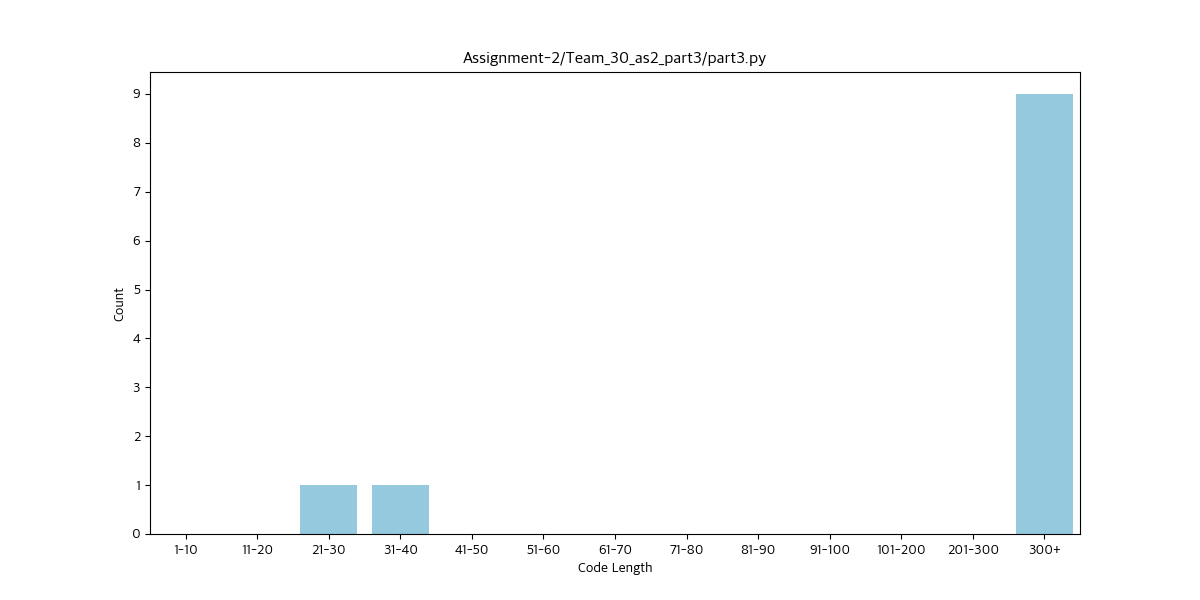 Assignment-2/Team_30_as2_part3/part3.py
9
8
7
6
5
4
3
2
1
0
Count
1-10 11-20 21-30 31-40 41-50 51-60 61-70 71-80 81-90 91-100 101-200 201-300 300+
Code Length